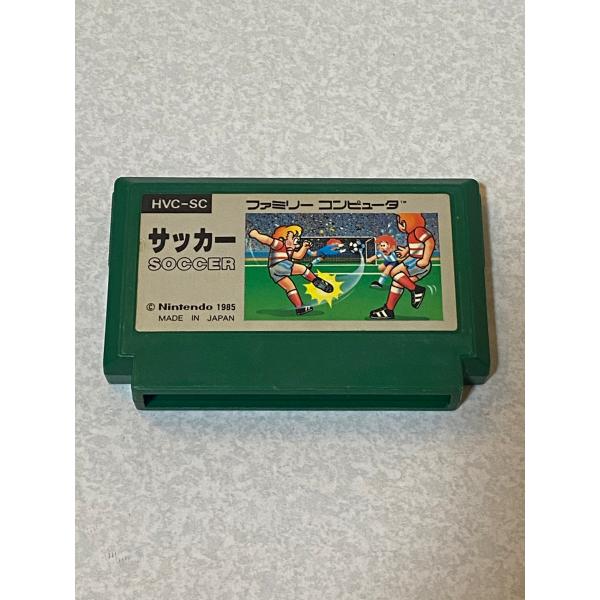 HVC-SC
ファミリー コンピュータ™
サッカー
SOCCER
© Nintendo 1985
MADE IN JAPAN